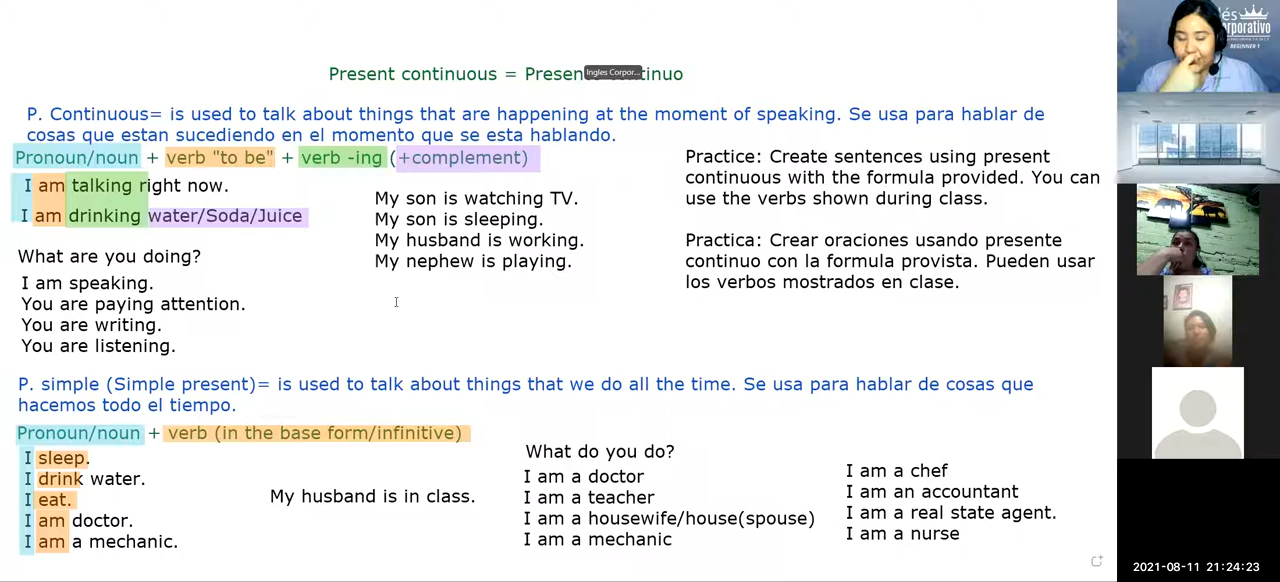 Present continuous = Presen tinuo
Ingles Corpor...
P. Continuous= is used to talk about things that are happening at the moment of speaking. Se usa para hablar de
cosas que estan sucediendo en el momento que se esta hablando.
Pronoun/noun + verb "to be" + verb -ing (+complement)
I am talking right now.
I am drinking water/Soda/Juice
What are you doing?
I am speaking.
You are paying attention.
You are writing.
You are listening.
My son is watching TV.
My son is sleeping.
My husband is working.
My nephew is playing.
Practice: Create sentences using present
continuous with the formula provided. You can
use the verbs shown during class.
Practica: Crear oraciones usando presente
continuo con la formula provista. Pueden usar
los verbos mostrados en clase.
P. simple (Simple present)= is used to talk about things that we do all the time. Se usa para hablar de cosas que
hacemos todo el tiempo.
Pronoun/noun + verb (in the base form/infinitive)
I sleep.
I drink water.
I eat.
I am doctor.
I am a mechanic.
My husband is in class.
What do you do?
I am a doctor
I am a teacher
I am a housewife/house(spouse)
I am a mechanic
I am a chef
I am an accountant
I am a real state agent.
I am a nurse
lés
rporativo
BEGINNER 1
2021-08-11 21:24:23